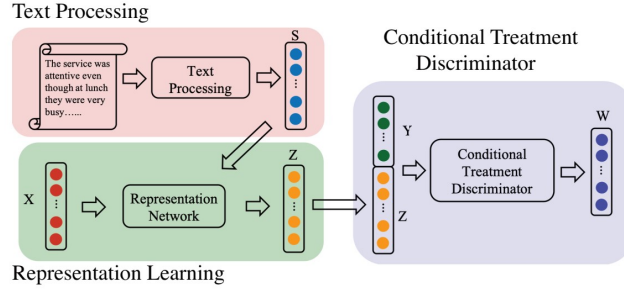 Text Processing
The service was
attentive even
though at lunch
they were very
busy......
Text
Processing
S
X
Representation
Network
Z
Representation Learning
Conditional Treatment
Discriminator
Y
Z
Conditional
Treatment
Discriminator
W